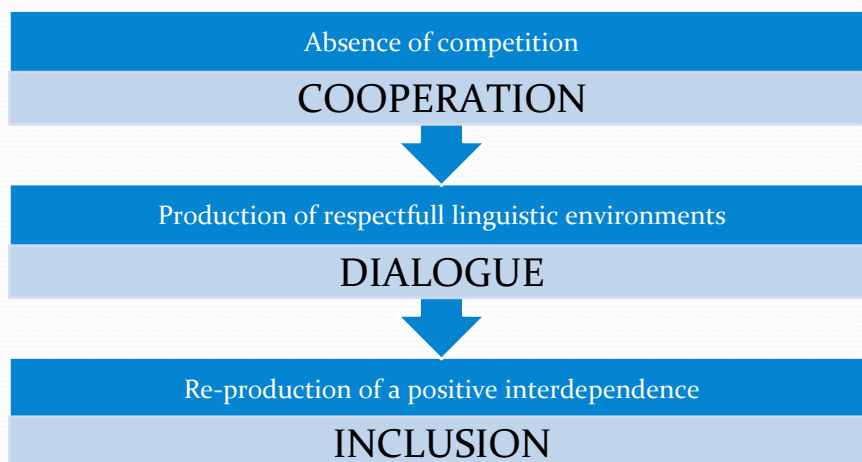 Absence of competition
COOPERATION
Production of respectfull linguistic environments
DIALOGUE
Re-production of a positive interdependence
INCLUSION